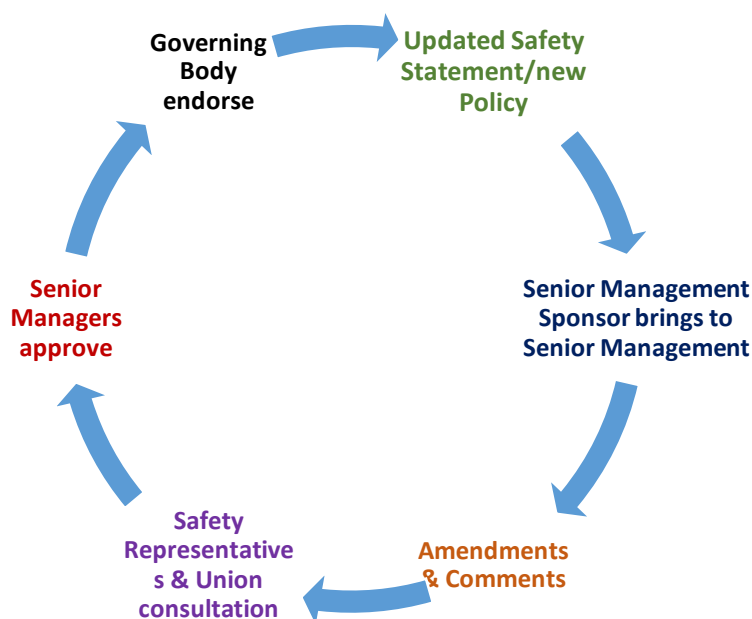 Governing
Body
endorse
Updated Safety
Statement/new
Policy
Senior Management
Sponsor brings to
Senior Management
Amendments
& Comments
Safety
Representative
s & Union
consultation
Senior
Managers
approve